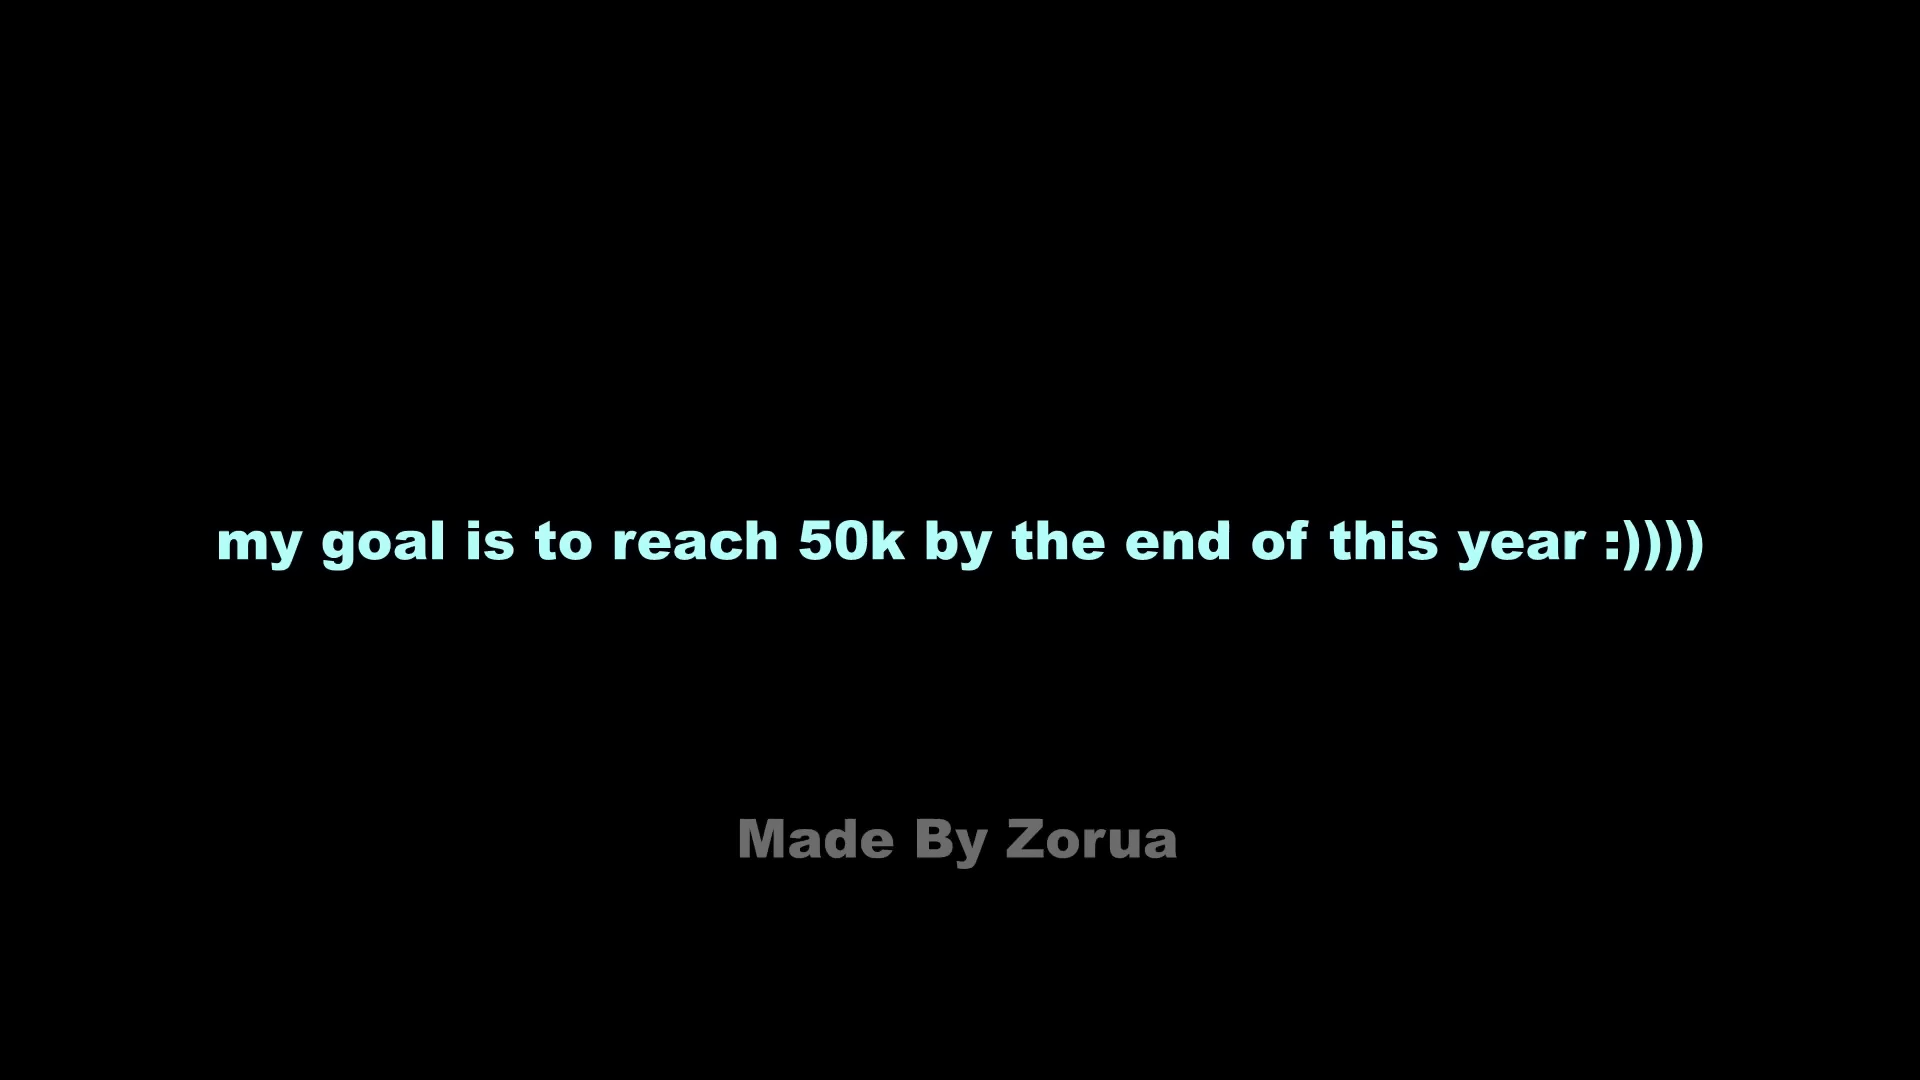 my goal is to reach 50k by the end of this year :))))
Made By Zorua